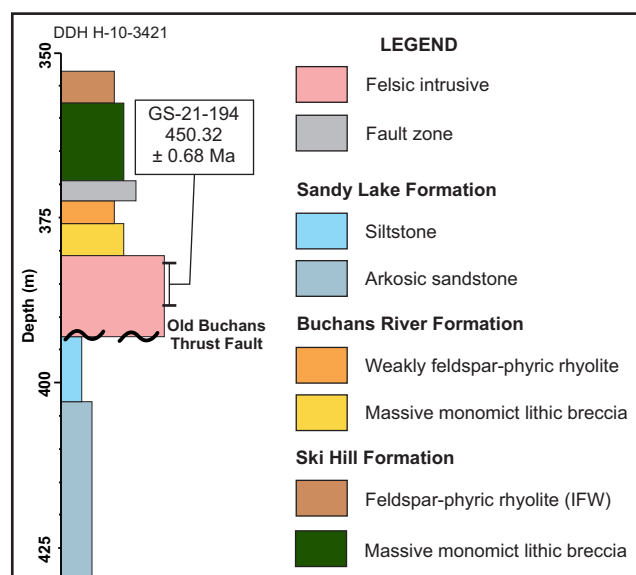 DDH H-10-3421
350
375
400
425
Depth (m)
GS-21-194
450.32
± 0.68 Ma
Old Buchans
Thrust Fault
LEGEND
Felsic intrusive
Fault zone
Sandy Lake Formation
Siltstone
Arkosic sandstone
Buchans River Formation
Weakly feldspar-phyric rhyolite
Massive monomict lithic breccia
Ski Hill Formation
Feldspar-phyric rhyolite (IFW)
Massive monomict lithic breccia